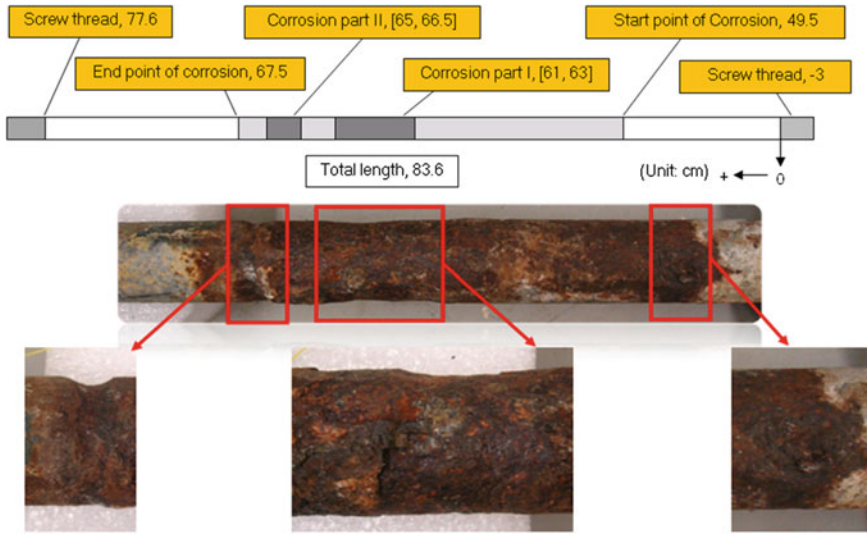 Screw thread, 77.6
Corrosion part II, [65, 66.5]
Start point of Corrosion, 49.5
End point of corrosion, 67.5
Corrosion part I, [61, 63]
Screw thread, -3
Total length, 83.6
(Unit: cm)
+
0